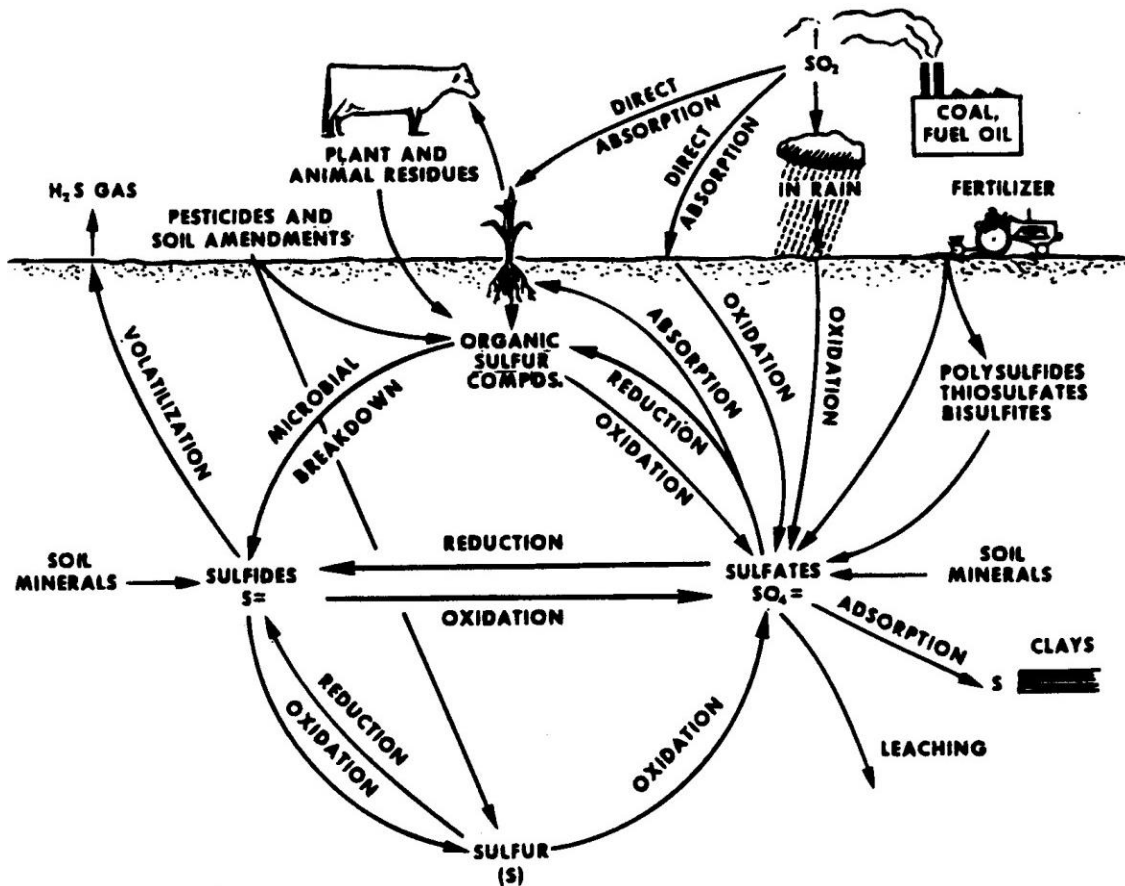 SO₂
COAL,
FUEL OIL
DIRECT
ABSORPTION
DIRECT
ABSORPTION
PLANT AND
ANIMAL RESIDUES
IN RAIN
FERTILIZER
H₂S GAS
PESTICIDES AND
SOIL AMENDMENTS
ORGANIC
SULFUR
COMPDS.
ABSORPTION
OXIDATION
OXIDATION
REDUCTION
OXIDATION
POLYSULFIDES
THIOSULFATES
BISULFITES
VOLATILIZATION
MICROBIAL
BREAKDOWN
SOIL
MINERALS
SULFIDES
S=
REDUCTION
OXIDATION
SULFATES
SO₄=
SOIL
MINERALS
ADSORPTION
CLAYS
S
REDUCTION
OXIDATION
OXIDATION
LEACHING
SULFUR
(S)